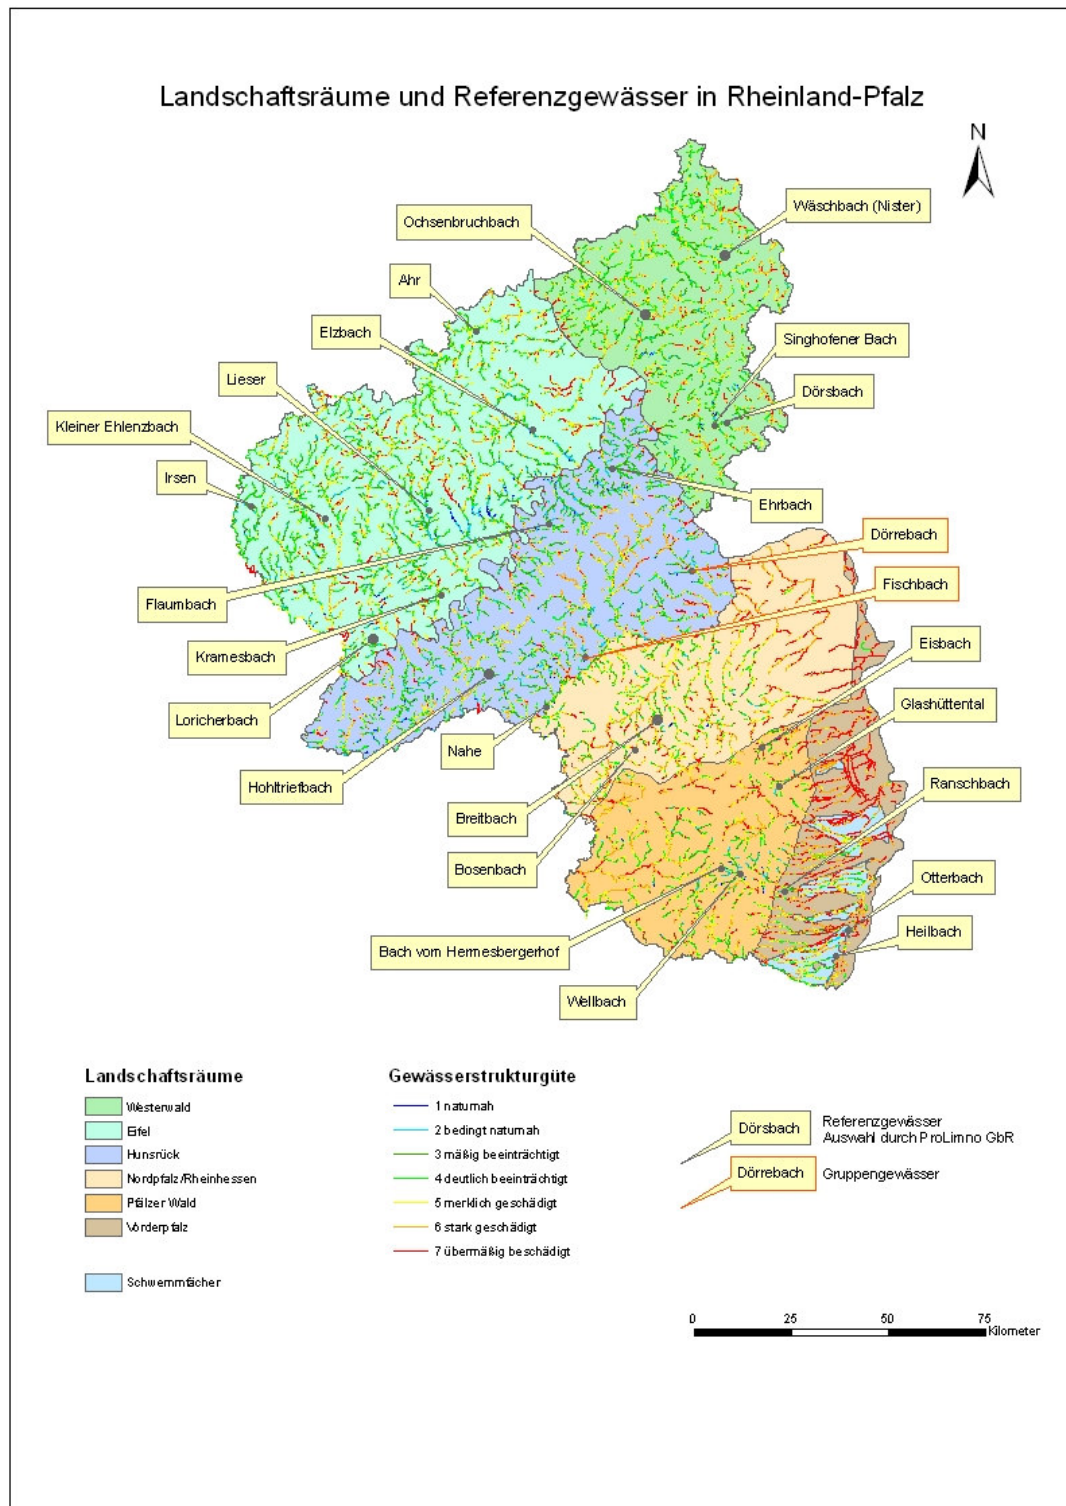 Landschaftsräume und Referenzgewässer in Rheinland-Pfalz
N
Wäschbach (Nister)
Ochsenbruchbach
Ahr
Elzbach
Singhofener Bach
Lieser
Dörsbach
Kleiner Ehlenzbach
Irsen
Ehrbach
Dörrebach
Fischbach
Flaumbach
Eisbach
Kramesbach
Glashüttental
Loricherbach
Nahe
Ranschbach
Hohltriefbach
Breitbach
Bosenbach
Otterbach
Heilbach
Bach vom Hermesbergerhof
Wellbach
Landschaftsräume
Westerwald
Eifel
Hunsrück
Nordpfalz/Rheinhessen
Pfälzer Wald
Vorderpfalz
Schwemmfächer
Gewässerstrukturgüte
1 naturnah
2 bedingt naturnah
3 mäßig beeinträchtigt
4 deutlich beeinträchtigt
5 merklich geschädigt
6 stark geschädigt
7 übermäßig beschädigt
Dörsbach
Referenzgewässer
Auswahl durch ProLimno GbR
Dörrebach
Gruppengewässer
0 25 50 75
Kilometer